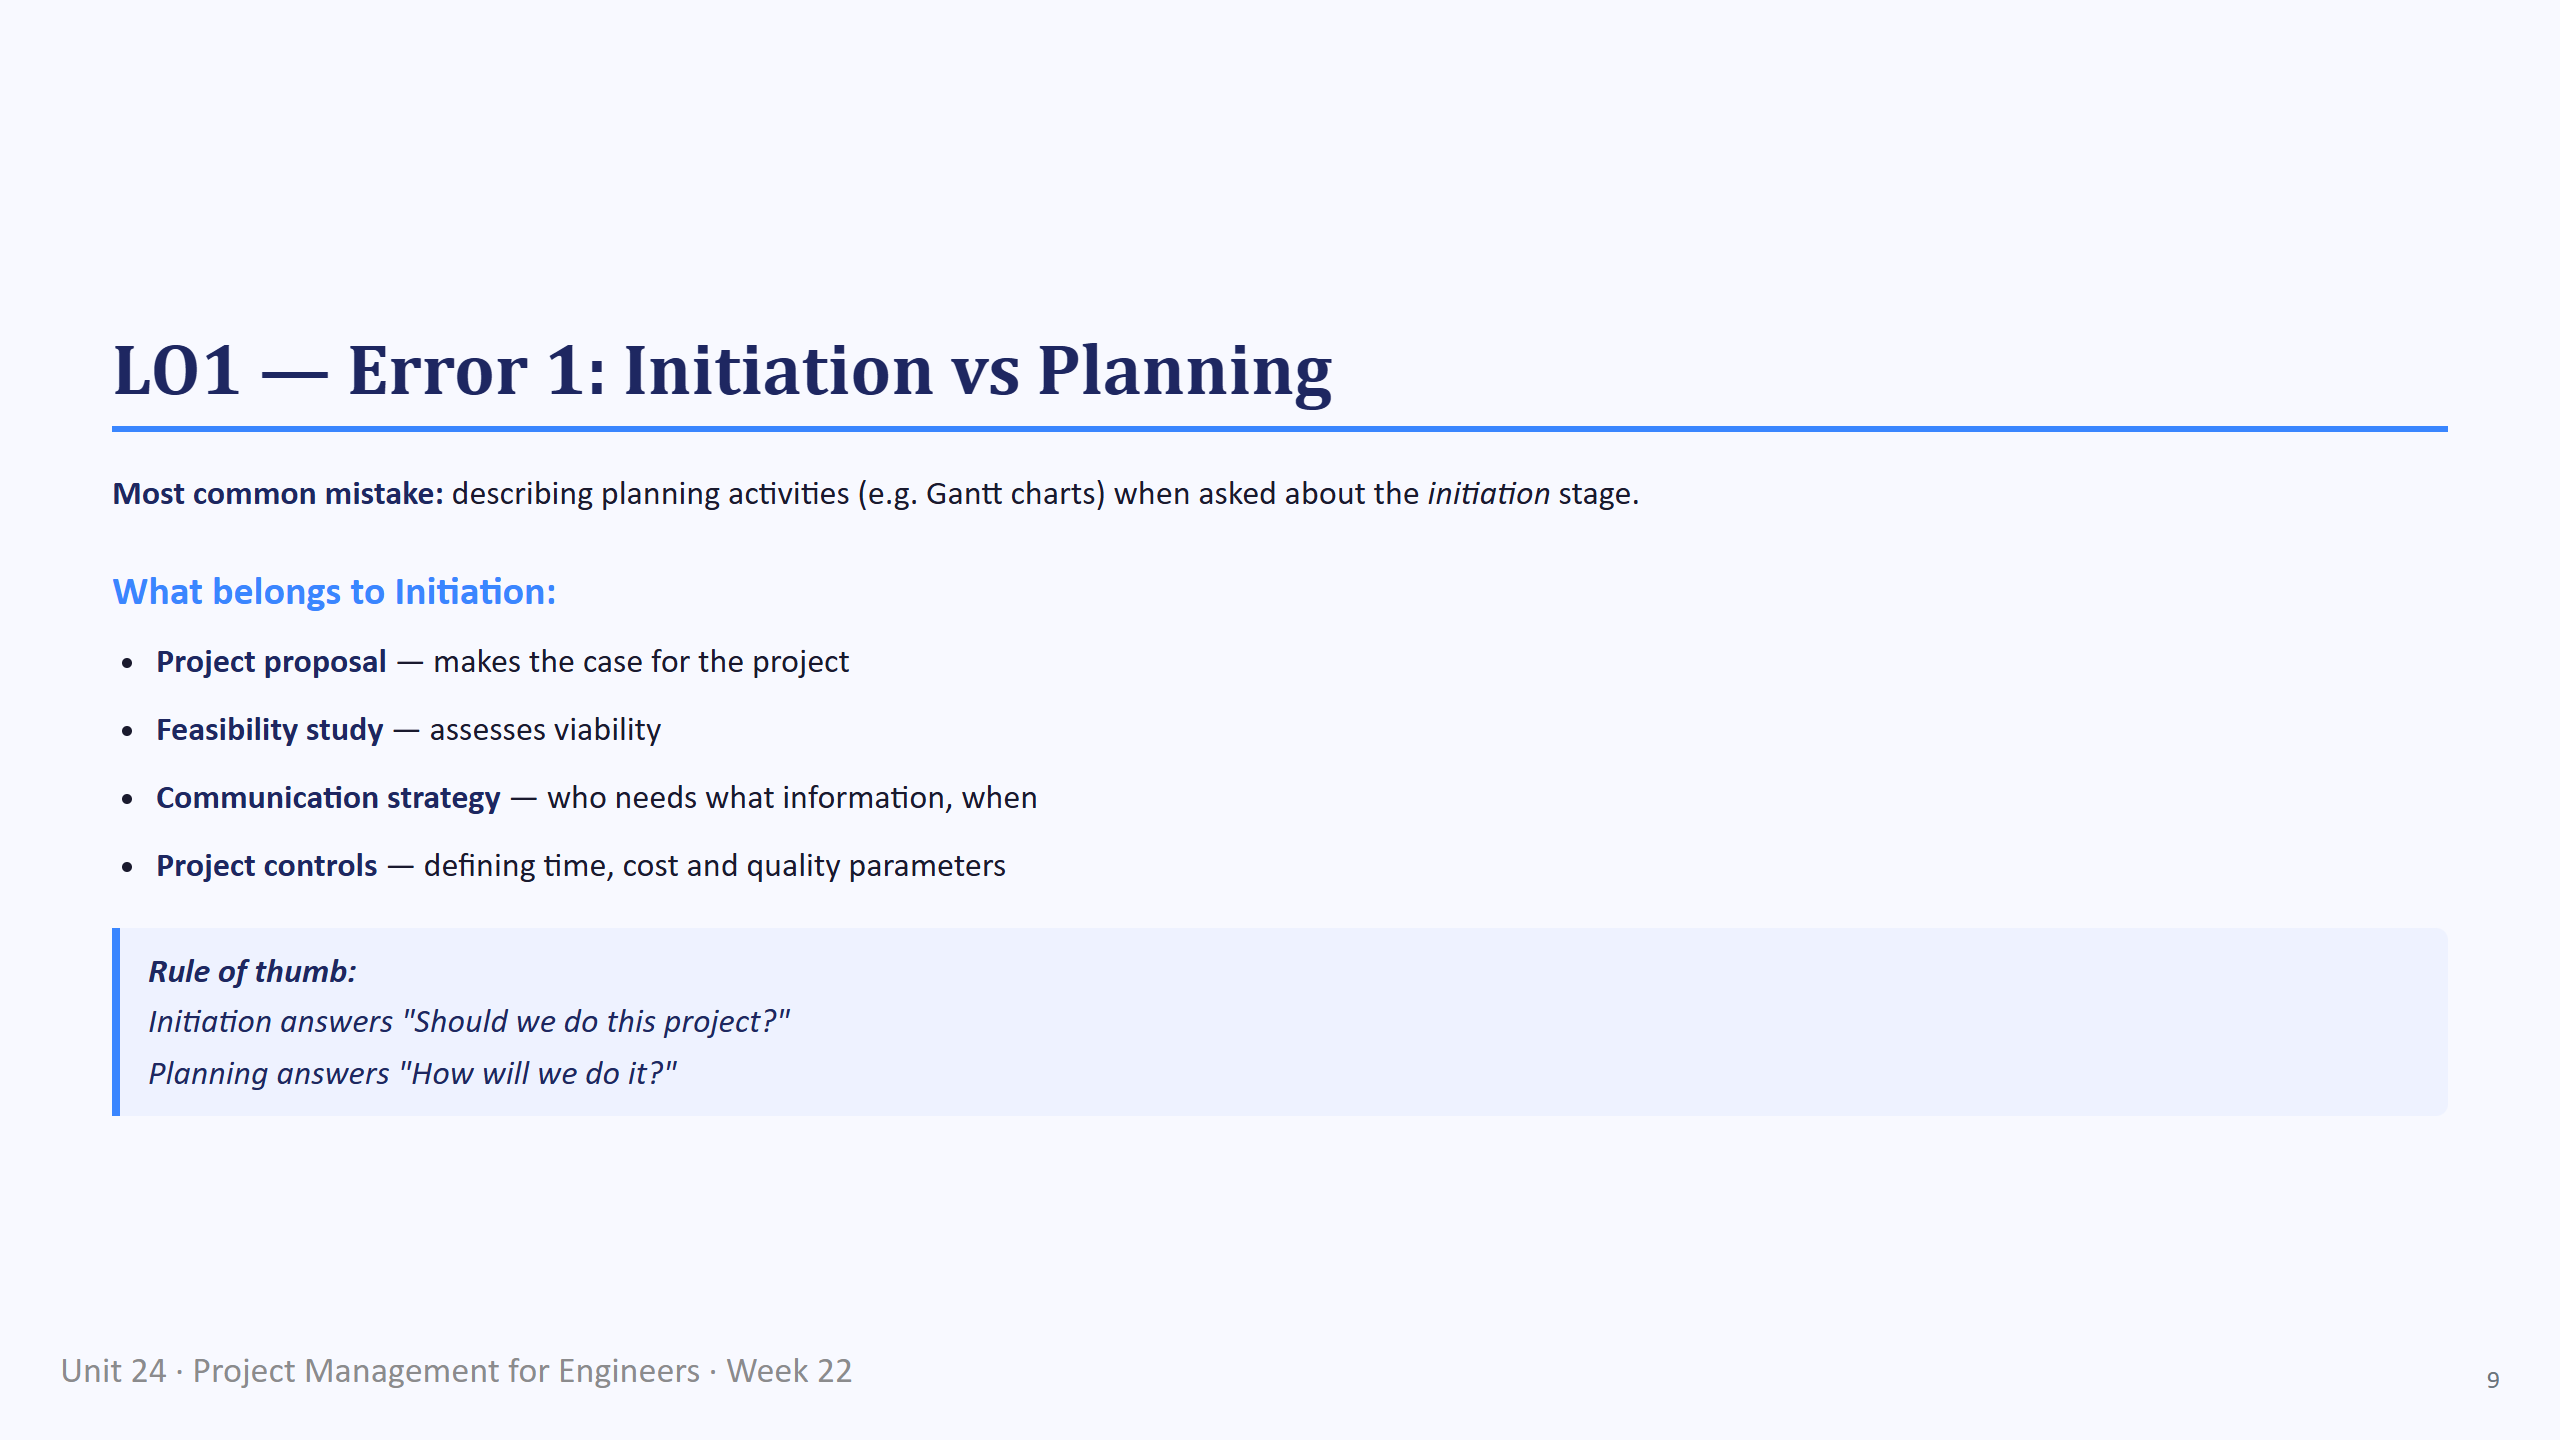 LO1 — Error 1: Initiation vs Planning
Most common mistake: describing planning activities (e.g. Gantt charts) when asked about the initiation stage.
What belongs to Initiation:
• Project proposal — makes the case for the project
• Feasibility study — assesses viability
• Communication strategy — who needs what information, when
• Project controls — defining time, cost and quality parameters
Rule of thumb:
Initiation answers "Should we do this project?"
Planning answers "How will we do it?"
Unit 24 · Project Management for Engineers · Week 22
9